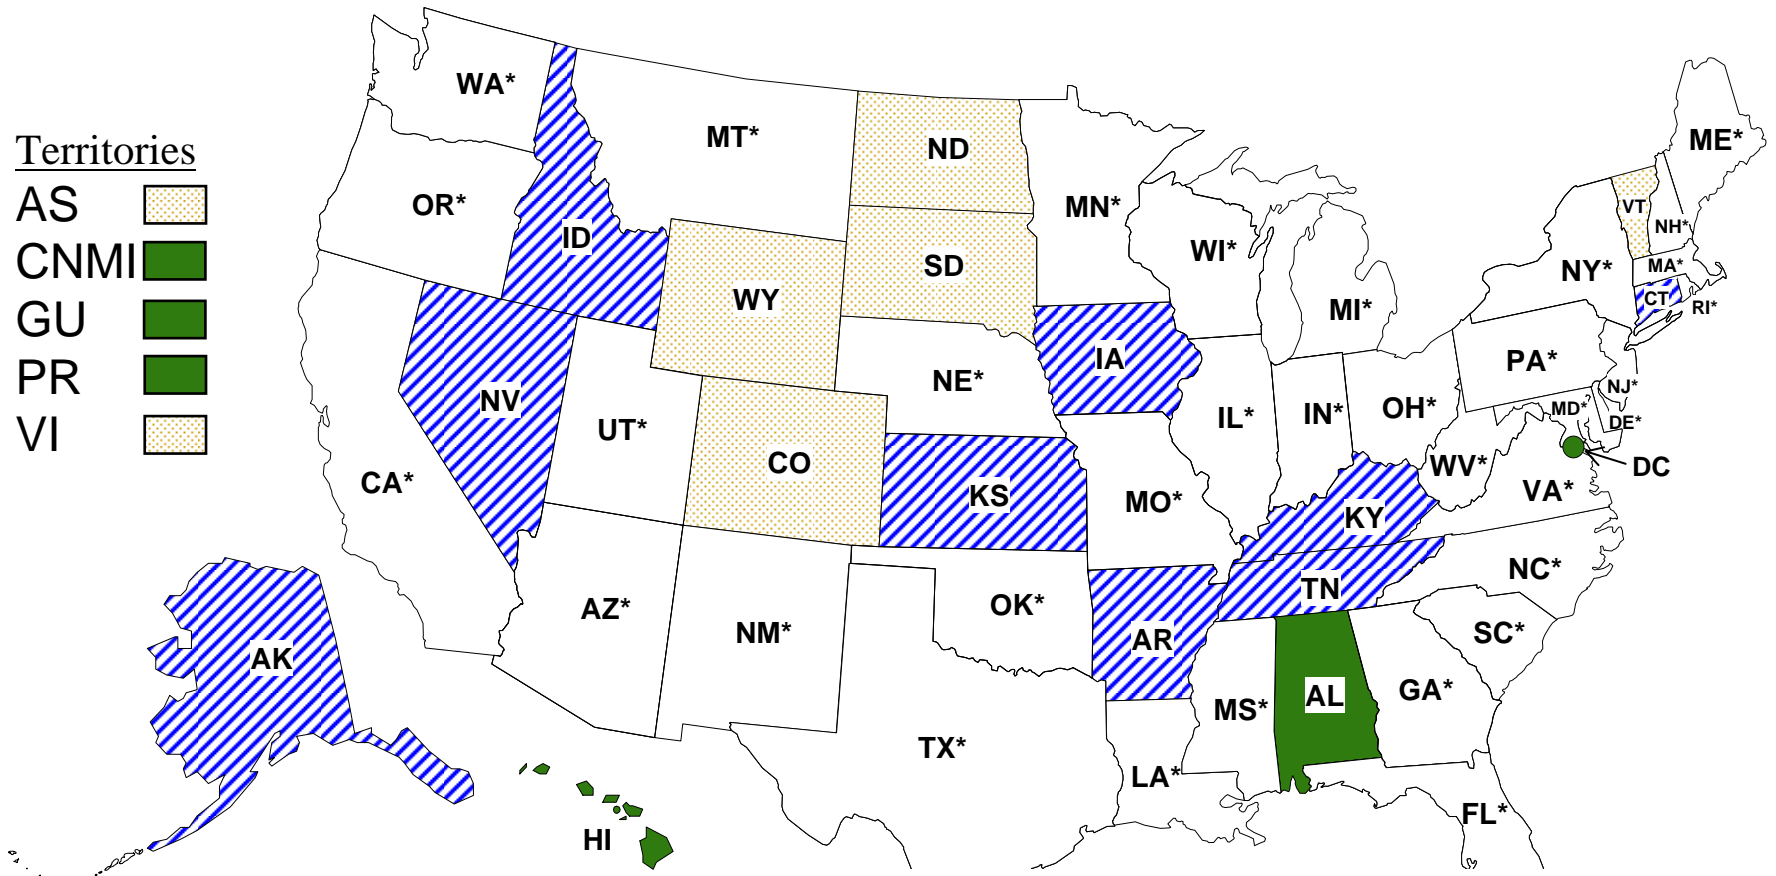 Territories
AS
CNMI
GU
PR
VI
WA*
OR*
CA*
NV
ID
MT*
WY
UT*
AZ*
CO
NM*
ND
SD
NE*
KS
OK*
TX*
MN*
IA
MO*
AR
LA*
WI*
IL*
MI*
IN*
OH*
KY
TN
MS*
AL
GA*
FL*
SC*
NC*
VA*
WV*
DC
MD*
DE*
NJ*
PA*
NY*
CT
RI*
MA*
VT
NH*
ME*
AK
HI